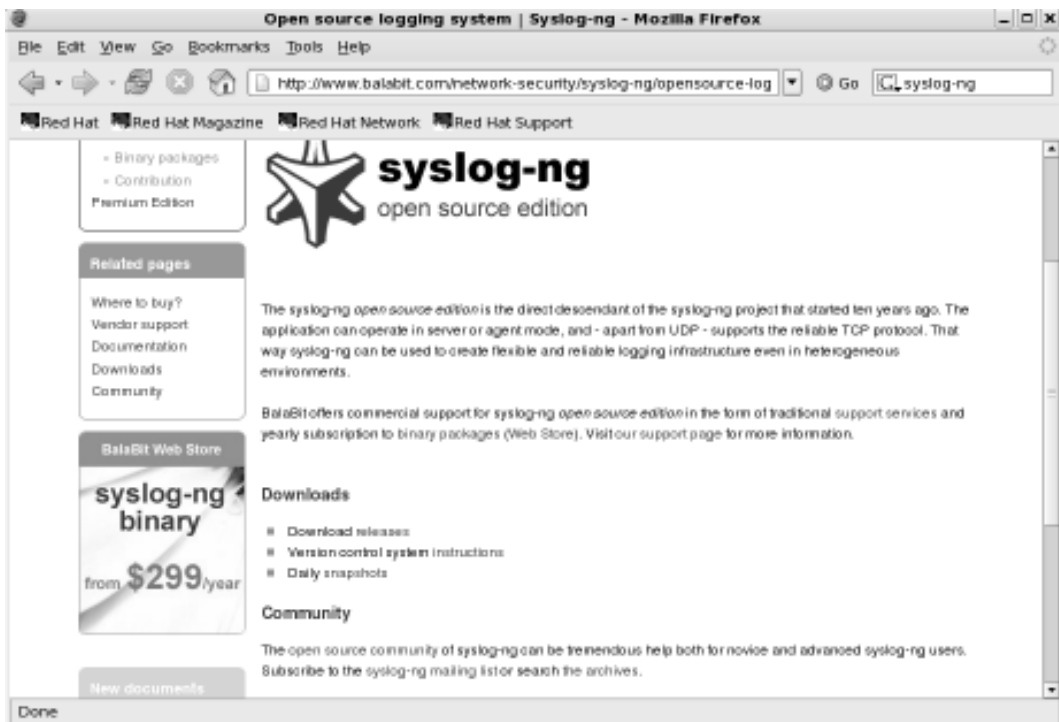 Open source logging system | Syslog-ng - Mozilla Firefox
File Edit View Go Bookmarks Tools Help
http://www.balabit.com/network-security/syslog-ng/opensource-log Go G syslog-ng
Red Hat Red Hat Magazine Red Hat Network Red Hat Support
» Binary packages
» Contribution
Premium Edition
Related pages
Where to buy?
Vendor support
Documentation
Downloads
Community
BalaBit Web Store
syslog-ng
binary
from $299/year
New documents
syslog-ng
open source edition
The syslog-ng open source edition is the direct descendant of the syslog-ng project that started ten years ago. The
application can operate in server or agent mode, and - apart from UDP - supports the reliable TCP protocol. That
way syslog-ng can be used to create flexible and reliable logging infrastructure even in heterogeneous
environments.
BalaBit offers commercial support for syslog-ng open source edition in the form of traditional support services and
yearly subscription to binary packages (Web Store). Visit our support page for more information.
Downloads
Download releases
Version control system instructions
Daily snapshots
Community
The open source community of syslog-ng can be tremendous help both for novice and advanced syslog-ng users.
Subscribe to the syslog-ng mailing list or search the archives.
Done